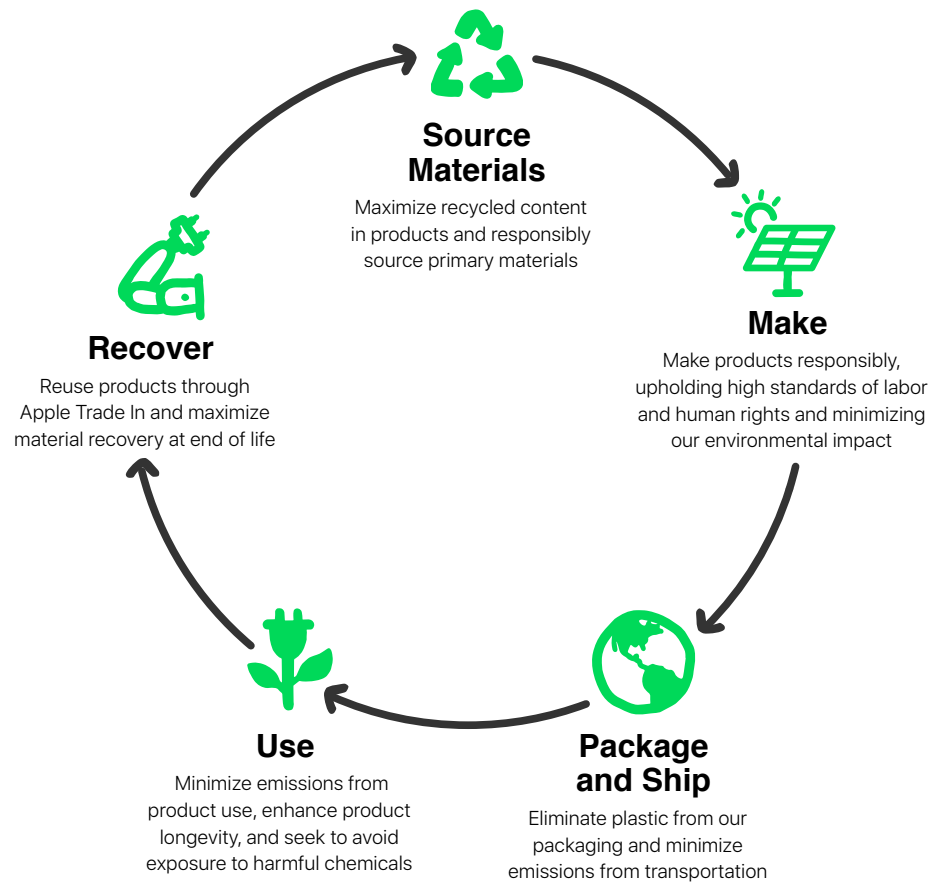 Source
Materials
Maximize recycled content
in products and responsibly
source primary materials
Make
Make products responsibly,
upholding high standards of labor
and human rights and minimizing
our environmental impact
Package
and Ship
Eliminate plastic from our
packaging and minimize
emissions from transportation
Use
Minimize emissions from
product use, enhance product
longevity, and seek to avoid
exposure to harmful chemicals
Recover
Reuse products through
Apple Trade In and maximize
material recovery at end of life